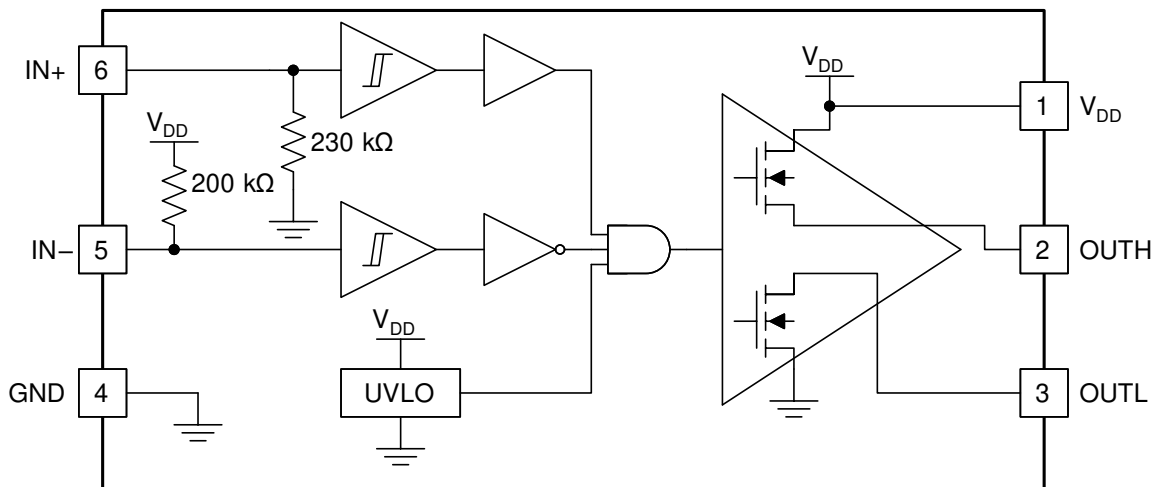 IN+
6
V_DD
230 kΩ
200 kΩ
IN−
5
V_DD
UVLO
GND
4
V_DD
1
V_DD
2
OUTH
3
OUTL